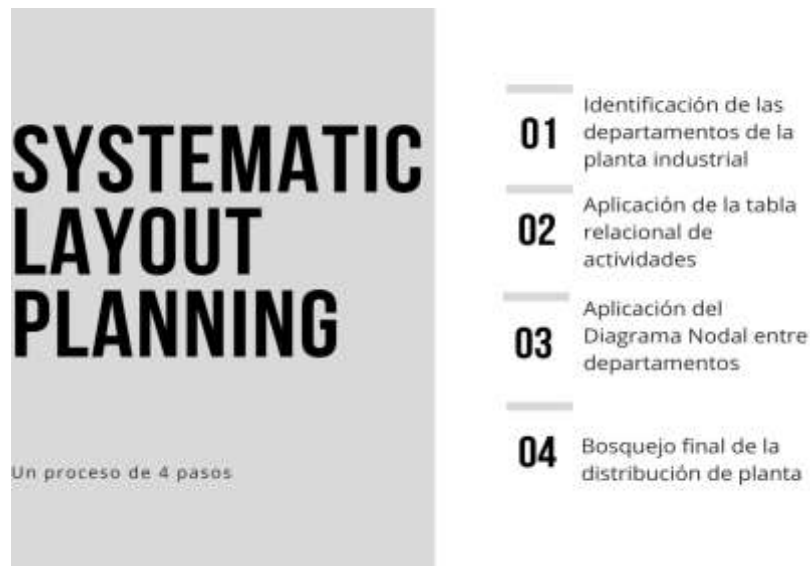 SYSTEMATIC
LAYOUT
PLANNING
Un proceso de 4 pasos
01
Identificación de las
departamentos de la
planta industrial
02
Aplicación de la tabla
relacional de
actividades
03
Aplicación del
Diagrama Nodal entre
departamentos
04
Bosquejo final de la
distribución de planta